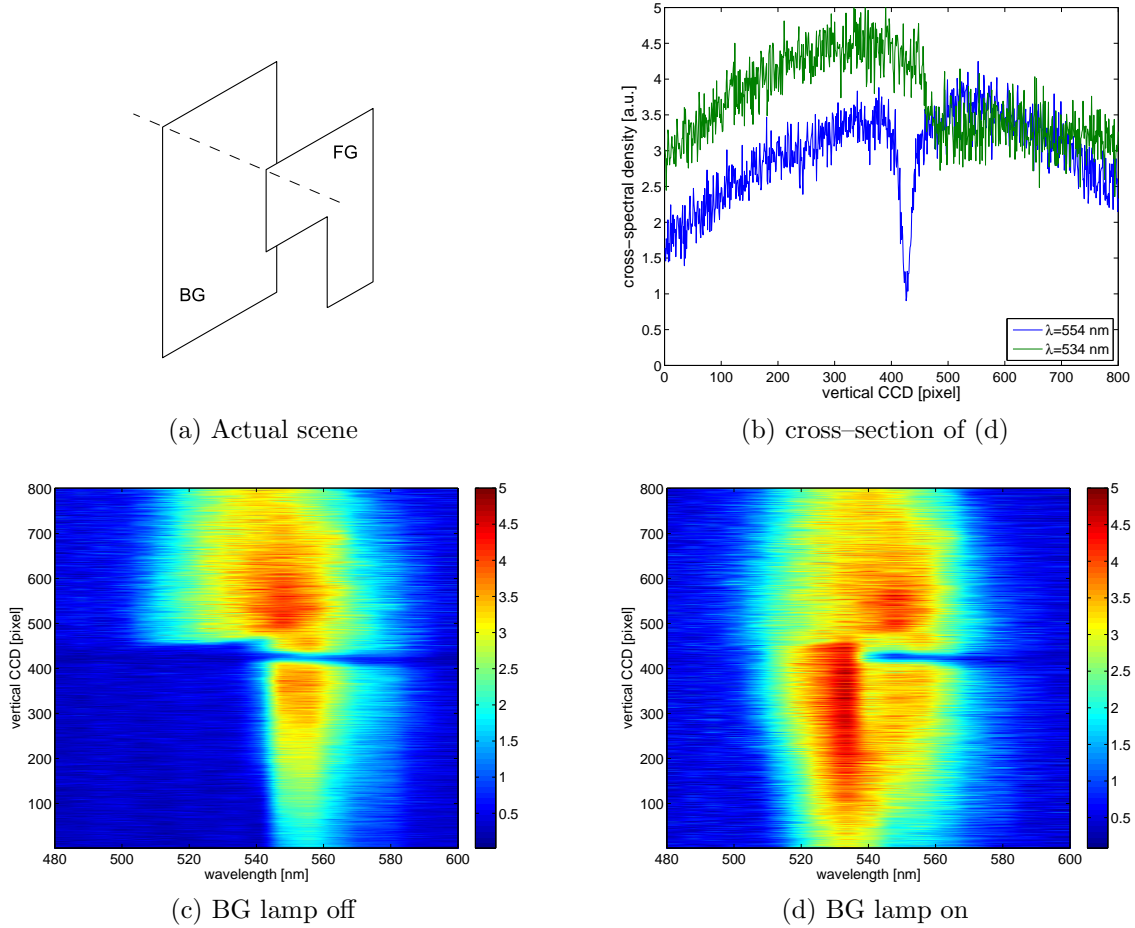 FG
BG
(a) Actual scene
5
4.5
4
3.5
3
2.5
2
1.5
1
0.5
0
0 100 200 300 400 500 600 700 800
cross−spectral density [a.u.]
vertical CCD [pixel]
λ=554 nm
λ=534 nm
(b) cross–section of (d)
800
700
600
500
400
300
200
100
480 500 520 540 560 580 600
vertical CCD [pixel]
wavelength [nm]
5
4.5
4
3.5
3
2.5
2
1.5
1
0.5
(c) BG lamp off
800
700
600
500
400
300
200
100
480 500 520 540 560 580 600
vertical CCD [pixel]
wavelength [nm]
5
4.5
4
3.5
3
2.5
2
1.5
1
0.5
(d) BG lamp on